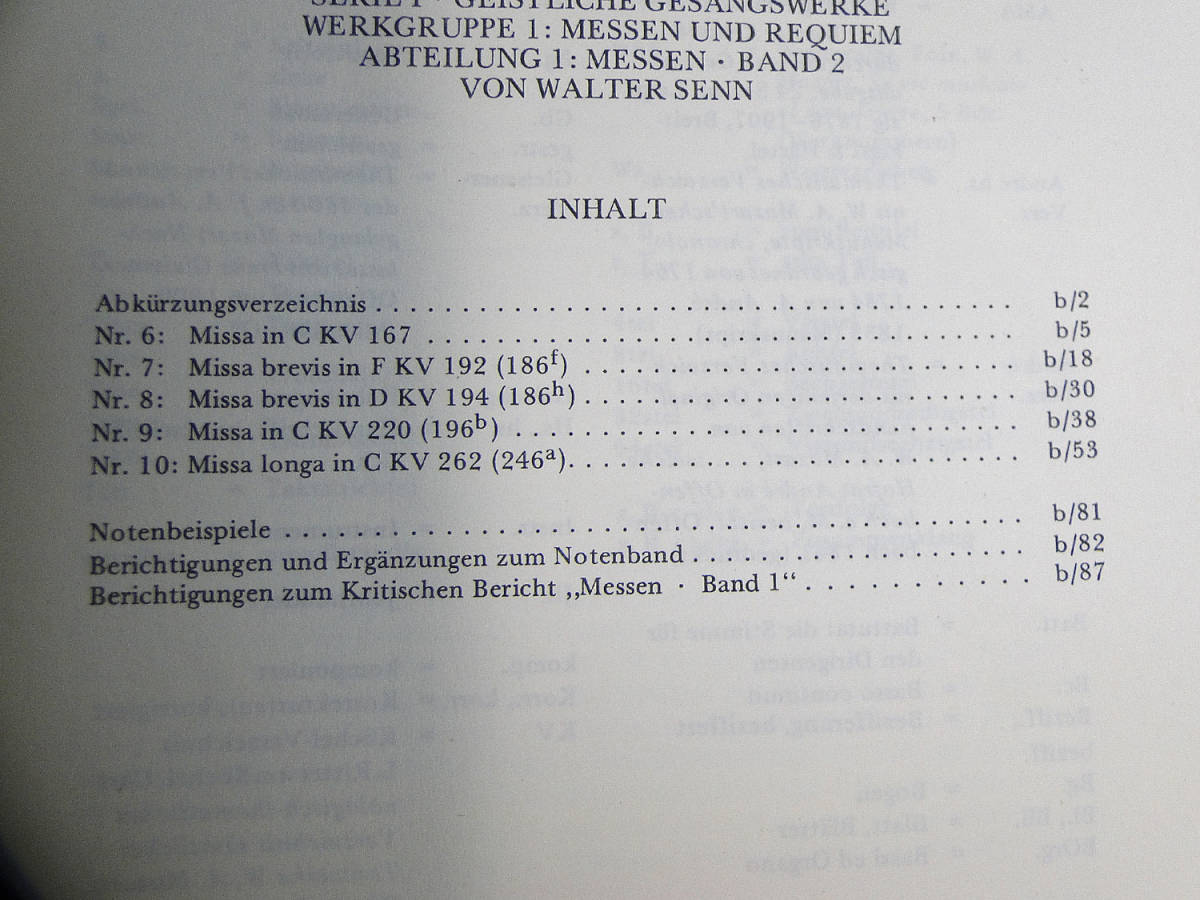 SERIE I · GEISTLICHE GESANGSWERKE
WERKGRUPPE 1: MESSEN UND REQUIEM
ABTEILUNG 1: MESSEN · BAND 2
VON WALTER SENN
INHALT
Abkürzungsverzeichnis . . . . . . . . . . . . . . . . . . . . . . . . . . . . b/2
Nr. 6: Missa in C KV 167 . . . . . . . . . . . . . . . . . . . . . . . . . . b/5
Nr. 7: Missa brevis in F KV 192 (186f) . . . . . . . . . . . . . . . . . . . b/18
Nr. 8: Missa brevis in D KV 194 (186h) . . . . . . . . . . . . . . . . . . . b/30
Nr. 9: Missa in C KV 220 (196b) . . . . . . . . . . . . . . . . . . . . . . b/38
Nr. 10: Missa longa in C KV 262 (246a). . . . . . . . . . . . . . . . . . . b/53
Notenbeispiele . . . . . . . . . . . . . . . . . . . . . . . . . . . . . . . b/81
Berichtigungen und Ergänzungen zum Notenband . . . . . . . . . . . . . . b/82
Berichtigungen zum Kritischen Bericht ,,Messen · Band 1“. . . . . . . . . . . b/87